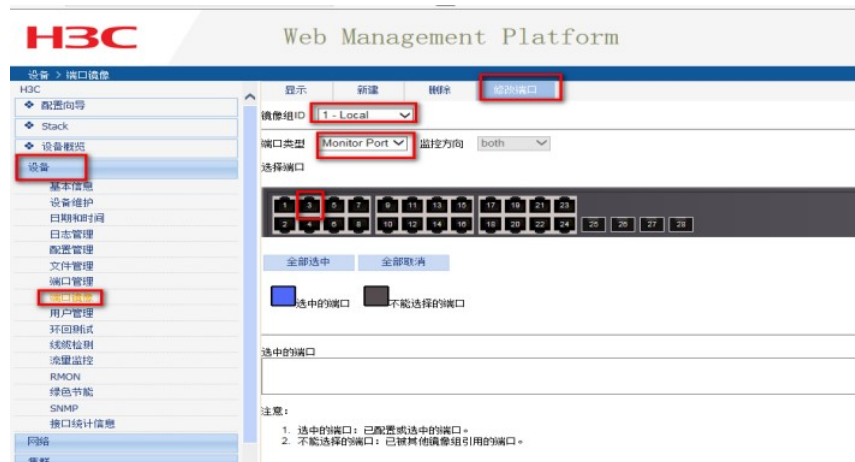 H3C
Web Management Platform
设备 > 端口镜像
H3C
配置向导
Stack
设备概览
设备
基本信息
设备维护
日期和时间
日志管理
配置管理
文件管理
端口管理
端口镜像
用户管理
环回测试
线缆检测
流量监控
RMON
绿色节能
SNMP
接口统计信息
网络
集群
显示 新建 删除 修改端口
镜像组ID 1 - Local
端口类型 Monitor Port 监控方向 both
选择端口
1 3 5 7 9 11 13 15 17 19 21 23
2 4 6 8 10 12 14 16 18 20 22 24 25 26 27 28
全部选中 全部取消
选中的端口 不能选择的端口
选中的端口
注意：
1. 选中的端口：已配置或选中的端口。
2. 不能选择的端口：已被其他镜像组引用的端口。